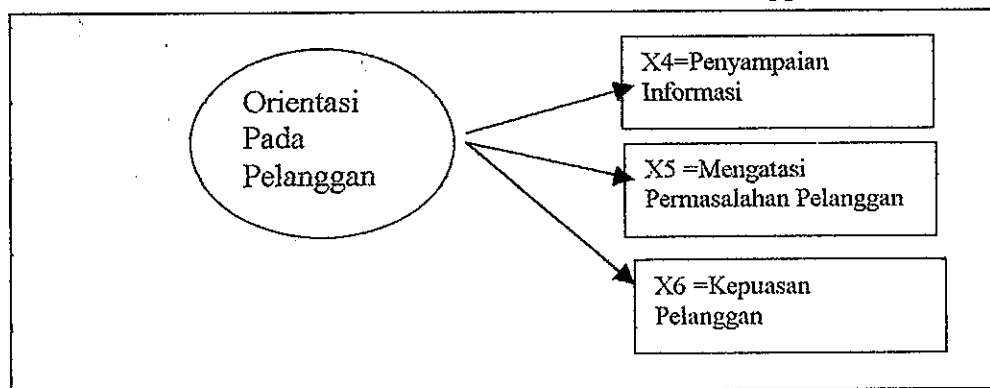 Orientasi
Pada
Pelanggan
X4=Penyampaian
Informasi
X5 =Mengatasi
Permasalahan Pelanggan
X6 =Kepuasan
Pelanggan